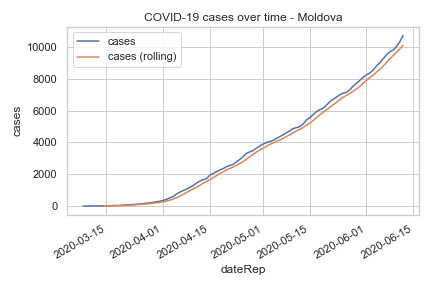 COVID-19 cases over time - Moldova
cases
cases (rolling)
10000
8000
6000
4000
2000
0
cases
2020-03-15
2020-04-01
2020-04-15
2020-05-01
2020-05-15
2020-06-01
2020-06-15
dateRep